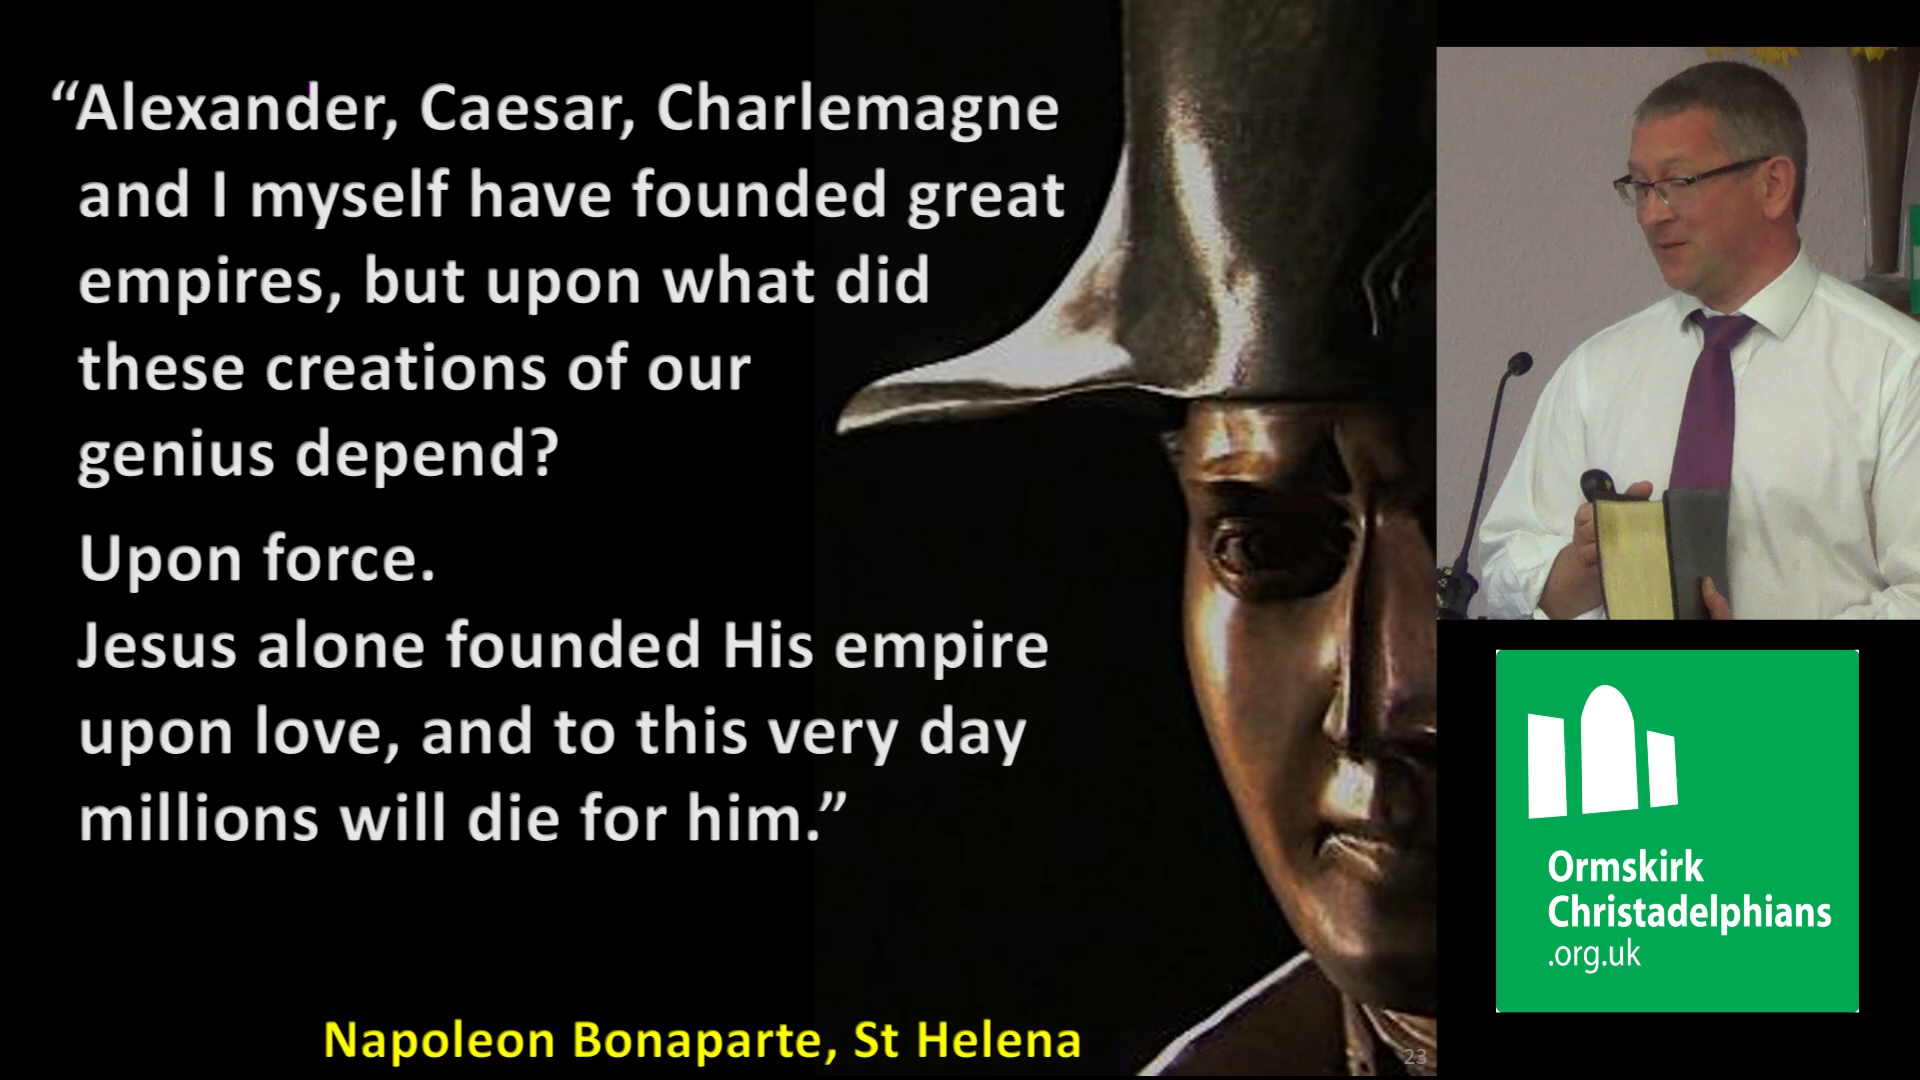 “Alexander, Caesar, Charlemagne
and I myself have founded great
empires, but upon what did
these creations of our
genius depend?
Upon force.
Jesus alone founded His empire
upon love, and to this very day
millions will die for him.”
Napoleon Bonaparte, St Helena
23
Ormskirk
Christadelphians
.org.uk